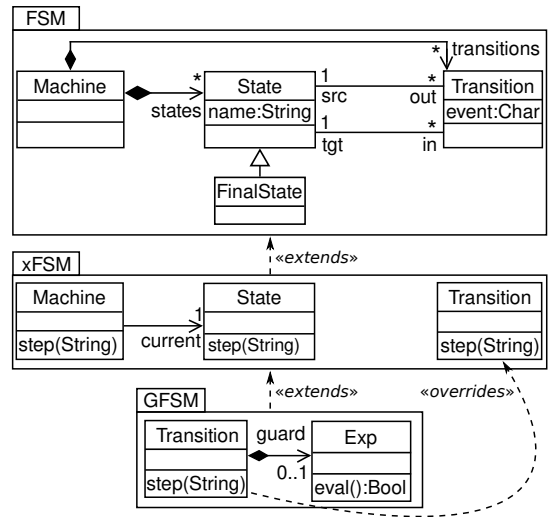 FSM
* transitions
Machine
* State 1 * Transition
states name:String src out event:Char
1 *
tgt in
FinalState
«extends»
xFSM
Machine State Transition
1
step(String) current step(String) step(String)
«extends» «overrides»
GFSM
Transition guard Exp
0..1
step(String) eval():Bool